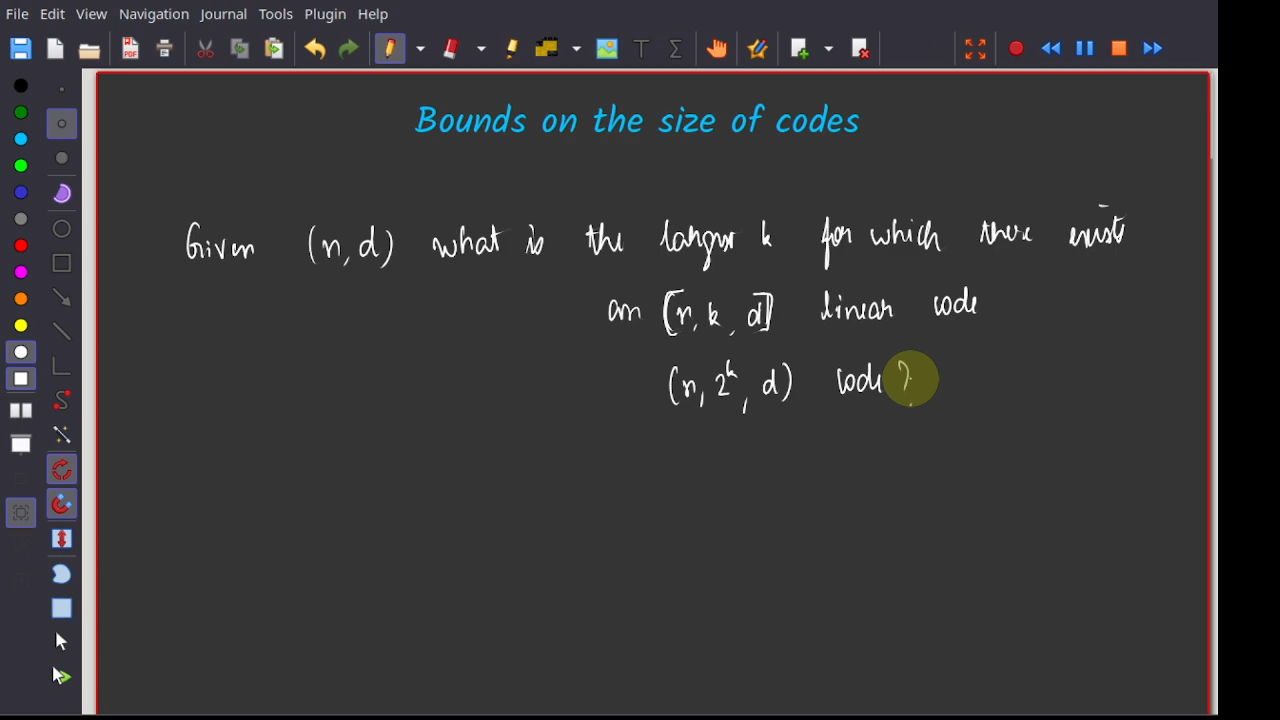 File Edit View Navigation Journal Tools Plugin Help
Bounds on the size of codes
Given (n, d) what is the largest k for which there exists
an [n, k, d] linear code
(n, 2^k, d) code ?